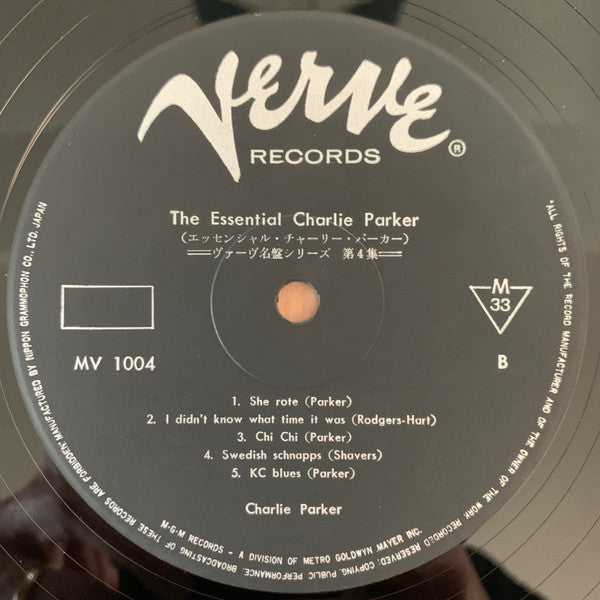 Verve
RECORDS ®
The Essential Charlie Parker
(エッセンシャル・チャーリー・パーカー)
══ヴァーヴ名盤シリーズ 第4集══
M
33
MV 1004
B
1. She rote (Parker)
2. I didn't know what time it was (Rodgers-Hart)
3. Chi Chi (Parker)
4. Swedish schnapps (Shavers)
5. KC blues (Parker)
Charlie Parker
M-G-M RECORDS - A DIVISION OF METRO GOLDWYN MAYER INC.
"ALL RIGHTS OF THE RECORD MANUFACTURER AND OF THE OWNER OF THE WORK RECORDED RESERVED. COPYING, PUBLIC PERFORMANCE, BROADCASTING OF THESE RECORDS ARE FORBIDDEN" MANUFACTURED BY NIPPON GRAMMOPHON CO., LTD. JAPAN